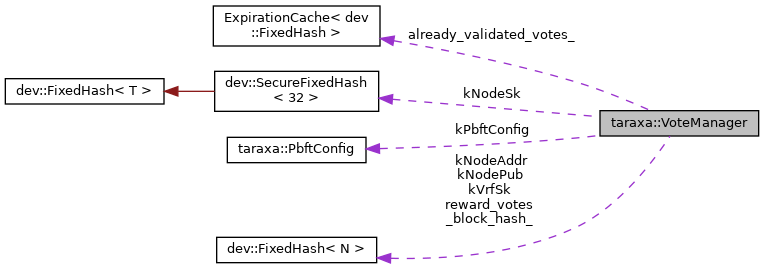 ExpirationCache< dev
::FixedHash >
already_validated_votes_
dev::FixedHash< T >
dev::SecureFixedHash
< 32 >
kNodeSk
taraxa::VoteManager
kPbftConfig
taraxa::PbftConfig
kNodeAddr
kNodePub
kVrfSk
reward_votes
_block_hash_
dev::FixedHash< N >